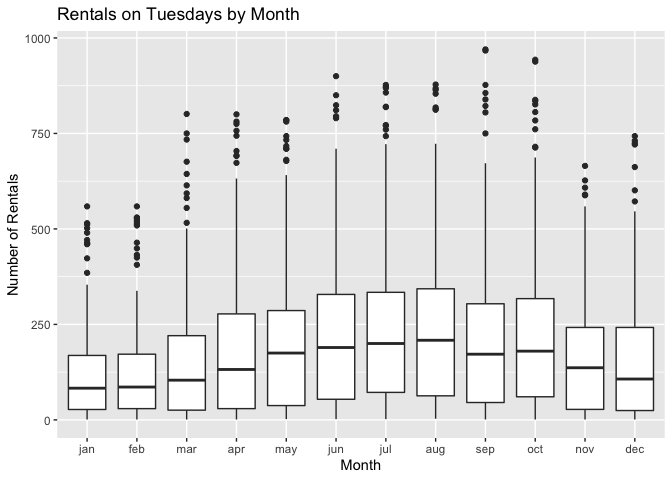 Rentals on Tuesdays by Month
Number of Rentals
1000
750
500
250
0
jan feb mar apr may jun jul aug sep oct nov dec
Month